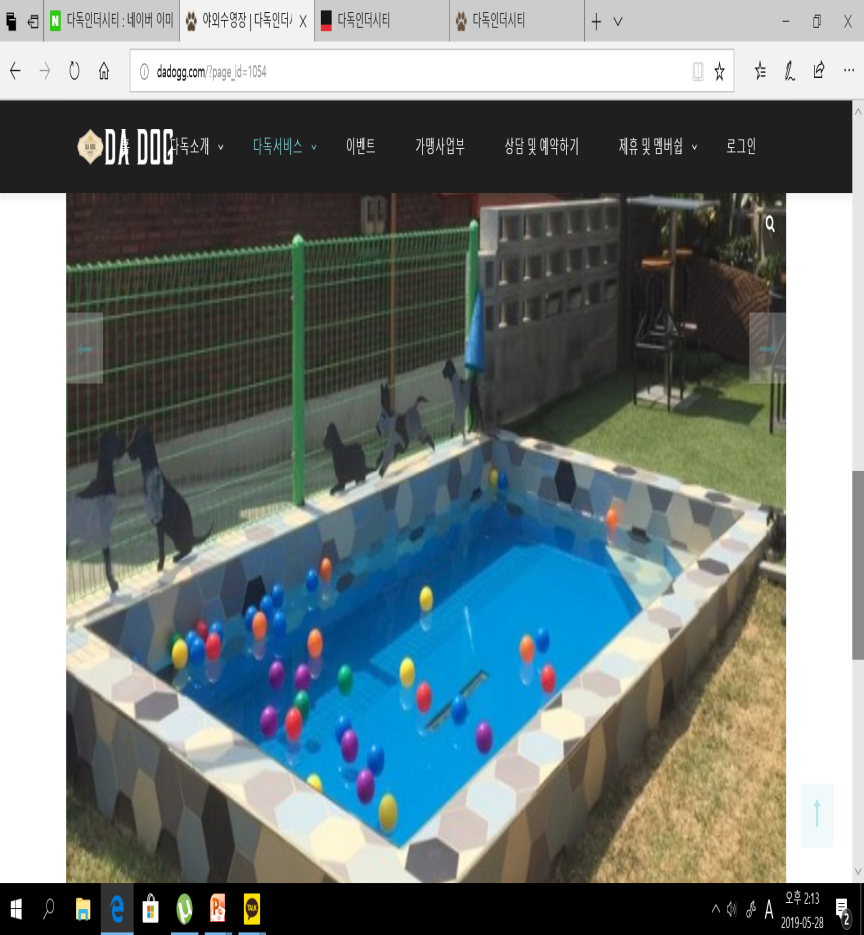 다독인더시티 : 네이버 이미
야외수영장 | 다독인더시
다독인더시티
다독인더시티
dadogg.com/?page_id=1054
DA DOG
홈
다독소개
다독서비스
이벤트
가맹사업부
상담 및 예약하기
제휴 및 멤버쉽
로그인
TALK
A
오후 2:13
2019-05-28
2